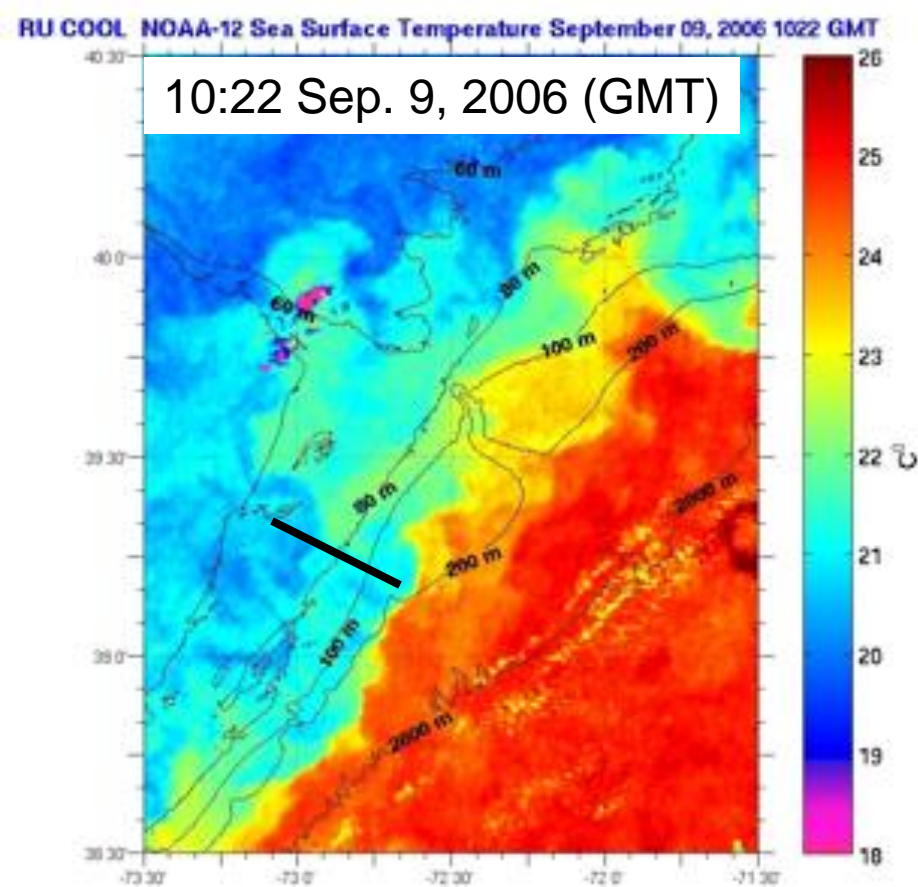 RU COOL NOAA-12 Sea Surface Temperature September 09, 2006 1022 GMT
10:22 Sep. 9, 2006 (GMT)
40 30'
40 0'
39 30'
39 0'
38 30'
-73 30'
-73 0'
-72 30'
-72 0'
-71 30'
60 m
60 m
80 m
100 m
200 m
80 m
2000 m
200 m
100 m
2000 m
26
25
24
23
22
21
20
19
18
C°